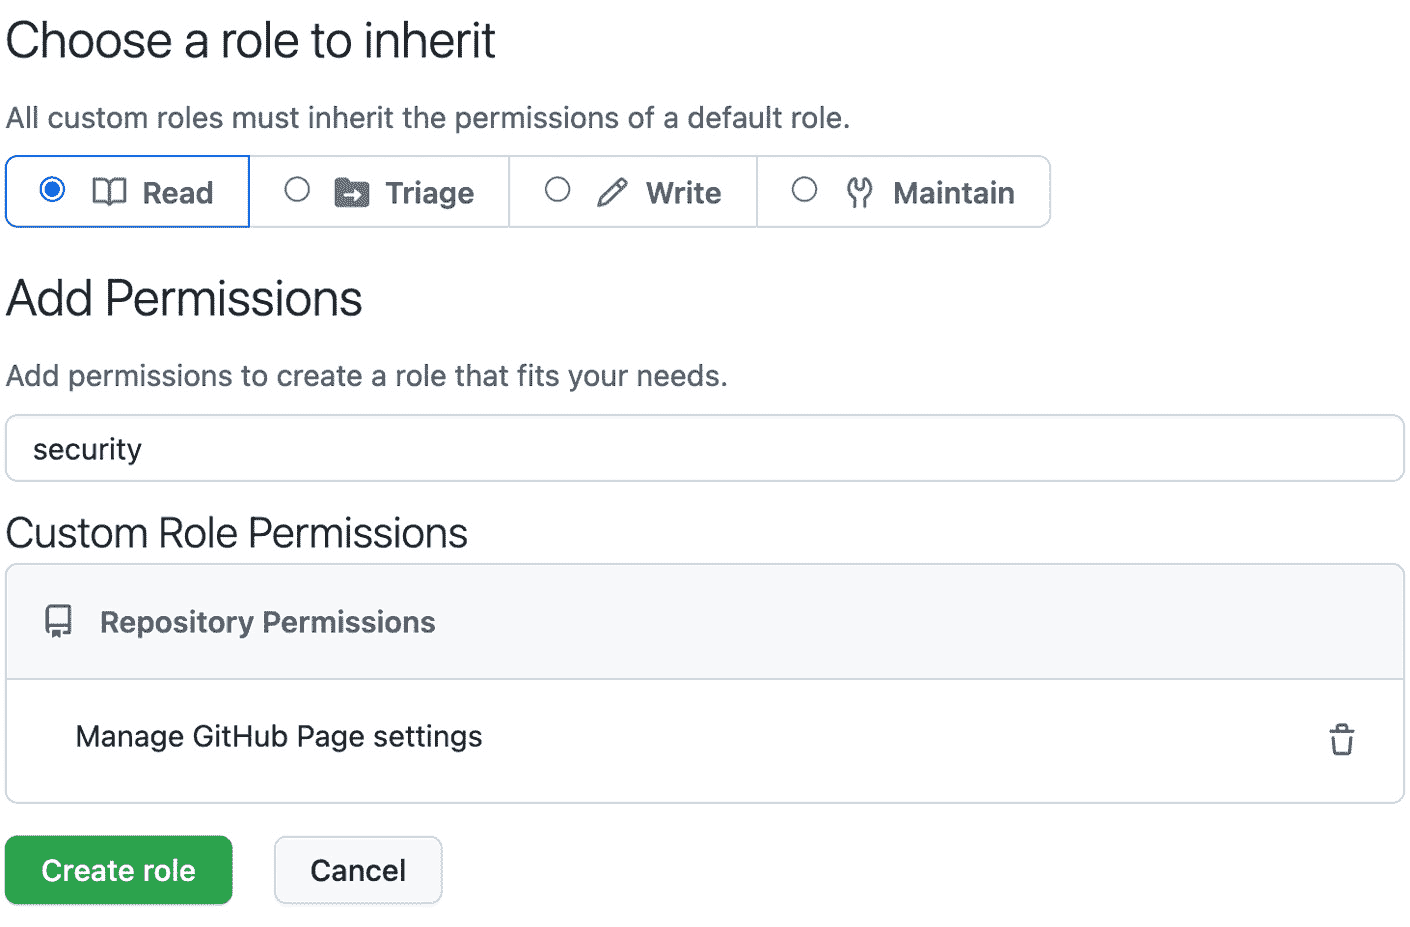 Choose a role to inherit
All custom roles must inherit the permissions of a default role.
Read Triage Write Maintain
Add Permissions
Add permissions to create a role that fits your needs.
security
Custom Role Permissions
Repository Permissions
Manage GitHub Page settings
Create role Cancel